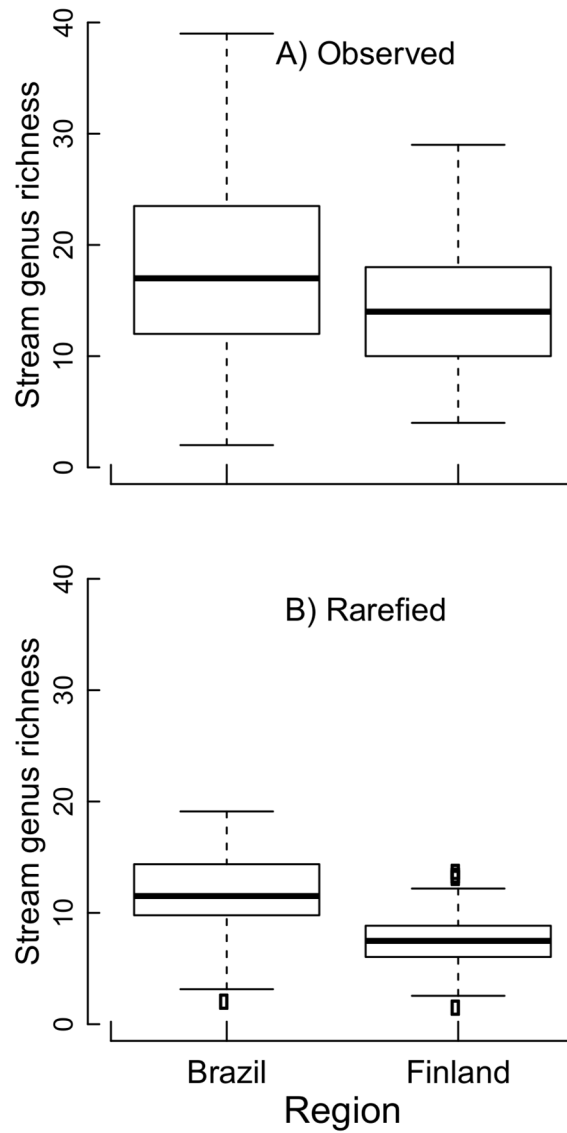 A) Observed
Stream genus richness
40
30
20
10
0
B) Rarefied
Stream genus richness
40
30
20
10
0
Brazil Finland
Region